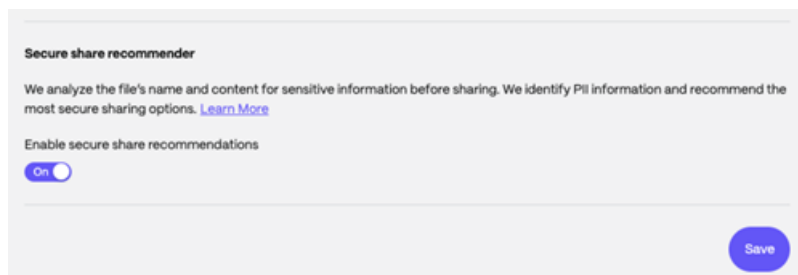 Secure share recommender
We analyze the file's name and content for sensitive information before sharing. We identify PII information and recommend the
most secure sharing options. Learn More
Enable secure share recommendations
On
Save